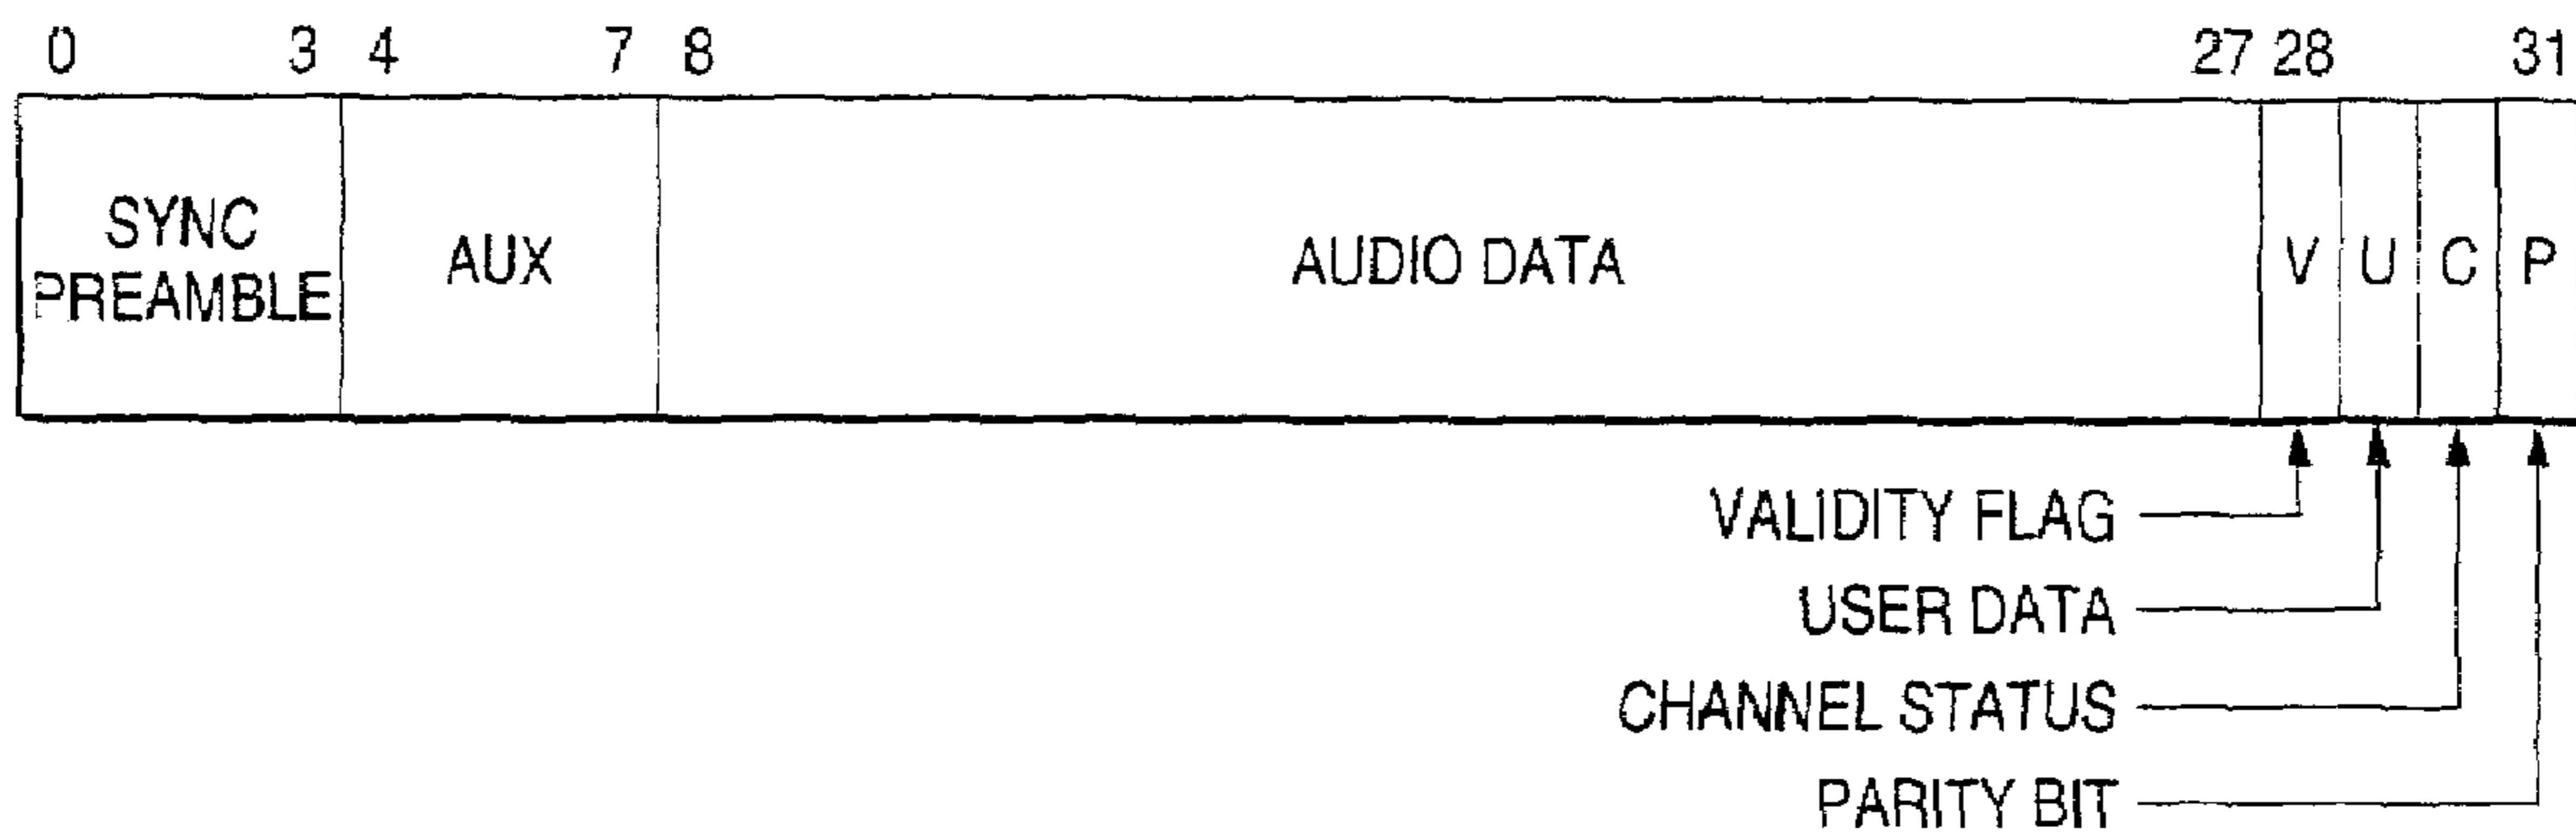 0 3 4 7 8 27 28 31
SYNC
PREAMBLE
AUX
AUDIO DATA
V
U
C
P
VALIDITY FLAG
USER DATA
CHANNEL STATUS
PARITY BIT